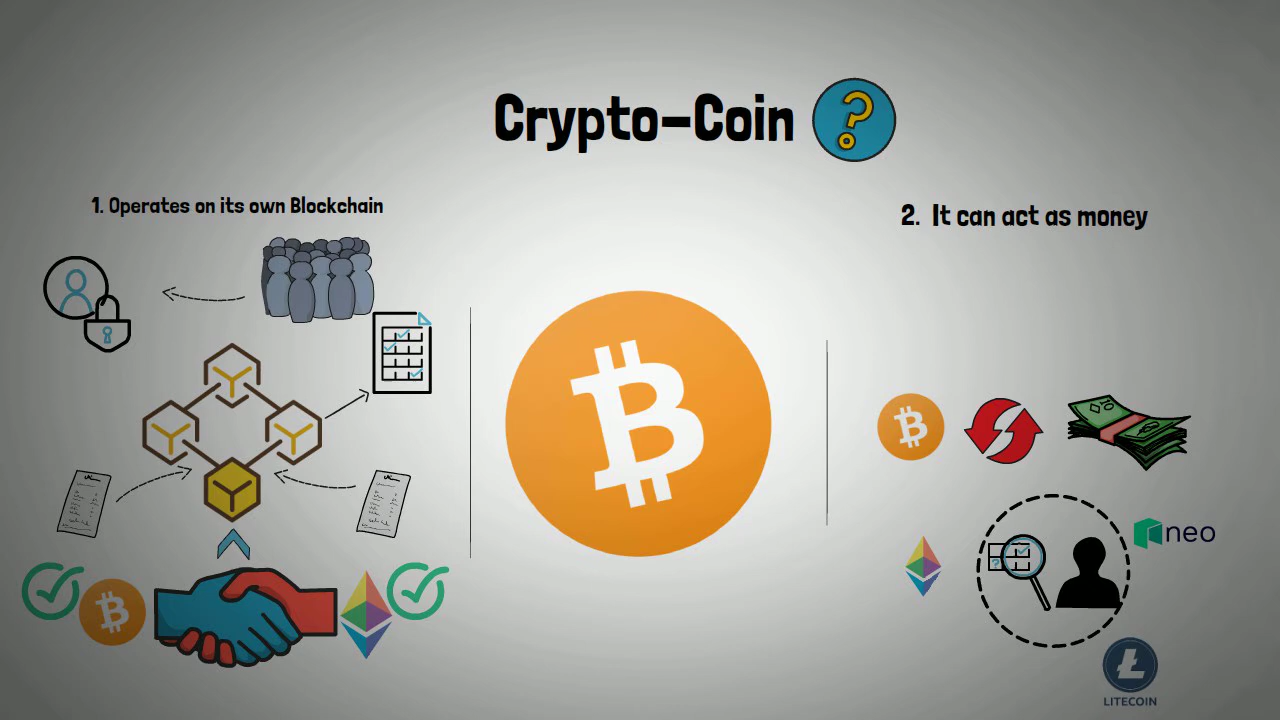 Crypto-Coin ?
1. Operates on its own Blockchain
2. It can act as money
neo
LITECOIN